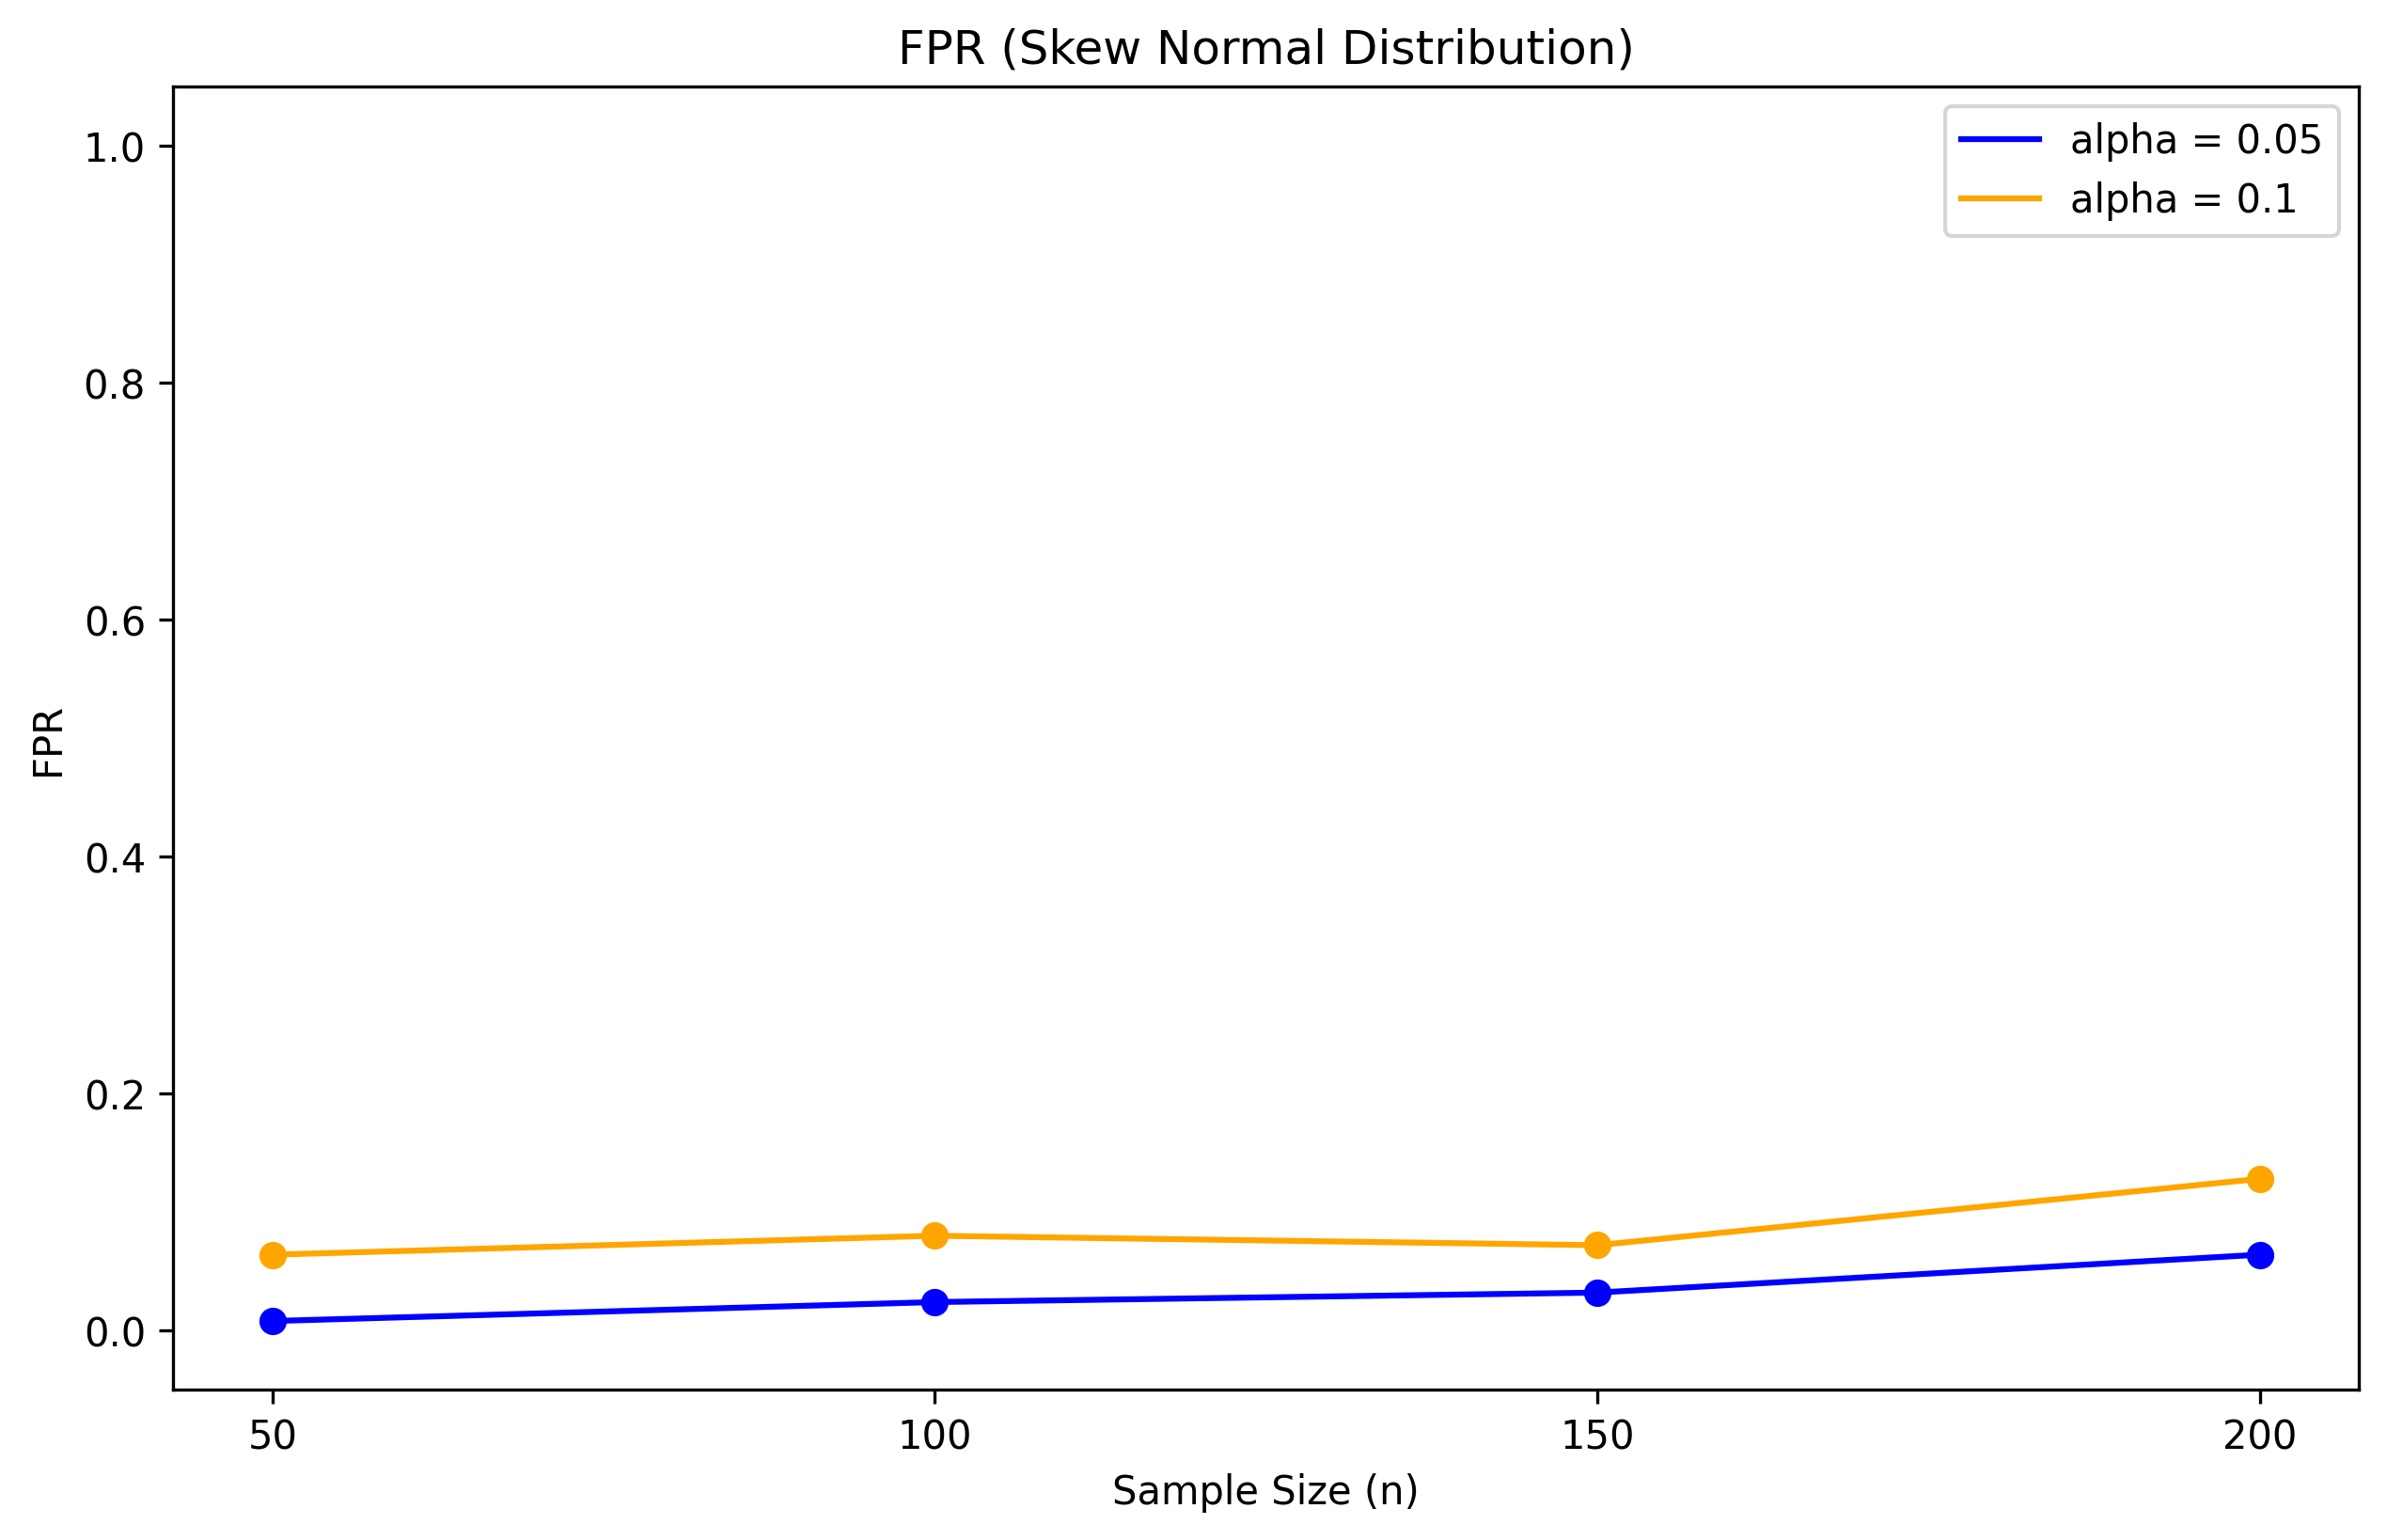 FPR (Skew Normal Distribution)
alpha = 0.05
alpha = 0.1
1.0
0.8
0.6
0.4
0.2
0.0
FPR
50
100
150
200
Sample Size (n)